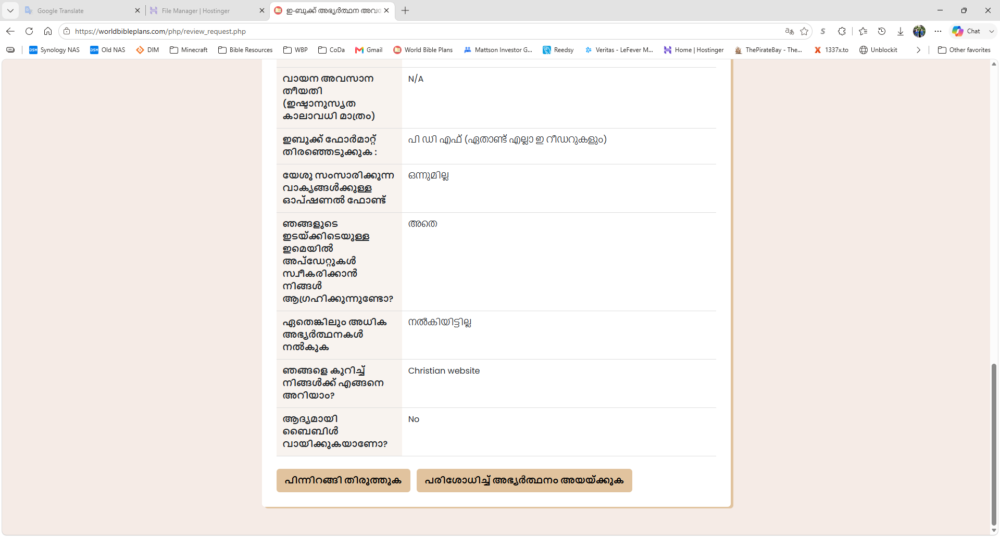 Google Translate
File Manager | Hostinger
https://worldbibleplans.com/php/review_request.php
Chat
Synology NAS
Old NAS
DIM
Minecraft
Bible Resources
WBP
CoDa
Gmail
World Bible Plans
Mattson Investor G...
Reedsy
Veritas - LeFever M...
Home | Hostinger
ThePirateBay - The...
1337x.to
Unblockit
Other favorites
വായന അവസാന
തീയതി
(ഇഷ്ടാനുസൃത
കാലാവധി മാത്രം)
N/A
ഇബുക്ക് ഫോർമാറ്റ്
തിരഞ്ഞെടുക്കുക :
പി ഡി എഫ് (ഏതാണ്ട് എല്ലാ ഇ റീഡറുകളും)
യേശു സംസാരിക്കുന്ന
വാക്യങ്ങൾക്കുള്ള
ഓപ്ഷണൽ ഫോണ്ട്
ഒന്നുമില്ല
ഞങ്ങളുടെ
ഇടയ്ക്കിടെയുള്ള
ഇമെയിൽ
അപ്ഡേറ്റുകൾ
സ്വീകരിക്കാൻ
നിങ്ങൾ
ആഗ്രഹിക്കുന്നുണ്ടോ?
അതെ
ഏതെങ്കിലും അധിക
അഭ്യർത്ഥനകൾ
നൽകുക
നൽകിയിട്ടില്ല
ഞങ്ങളെ കുറിച്ച്
നിങ്ങൾക്ക് എങ്ങനെ
അറിയാം?
Christian website
ആദ്യമായി
ബൈബിൾ
വായിക്കുകയാണോ?
No
പിന്നിറങ്ങി തിരുത്തുക
പരിശോധിച്ച് അഭ്യർത്ഥനം അയയ്ക്കുക